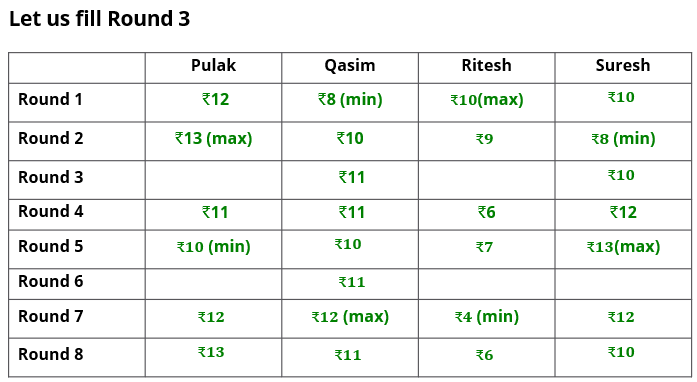 Let us fill Round 3
Pulak Qasim Ritesh Suresh
Round 1 ₹12 ₹8 (min) ₹10(max) ₹10
Round 2 ₹13 (max) ₹10 ₹9 ₹8 (min)
Round 3 ₹11 ₹10
Round 4 ₹11 ₹11 ₹6 ₹12
Round 5 ₹10 (min) ₹10 ₹7 ₹13(max)
Round 6 ₹11
Round 7 ₹12 ₹12 (max) ₹4 (min) ₹12
Round 8 ₹13 ₹11 ₹6 ₹10